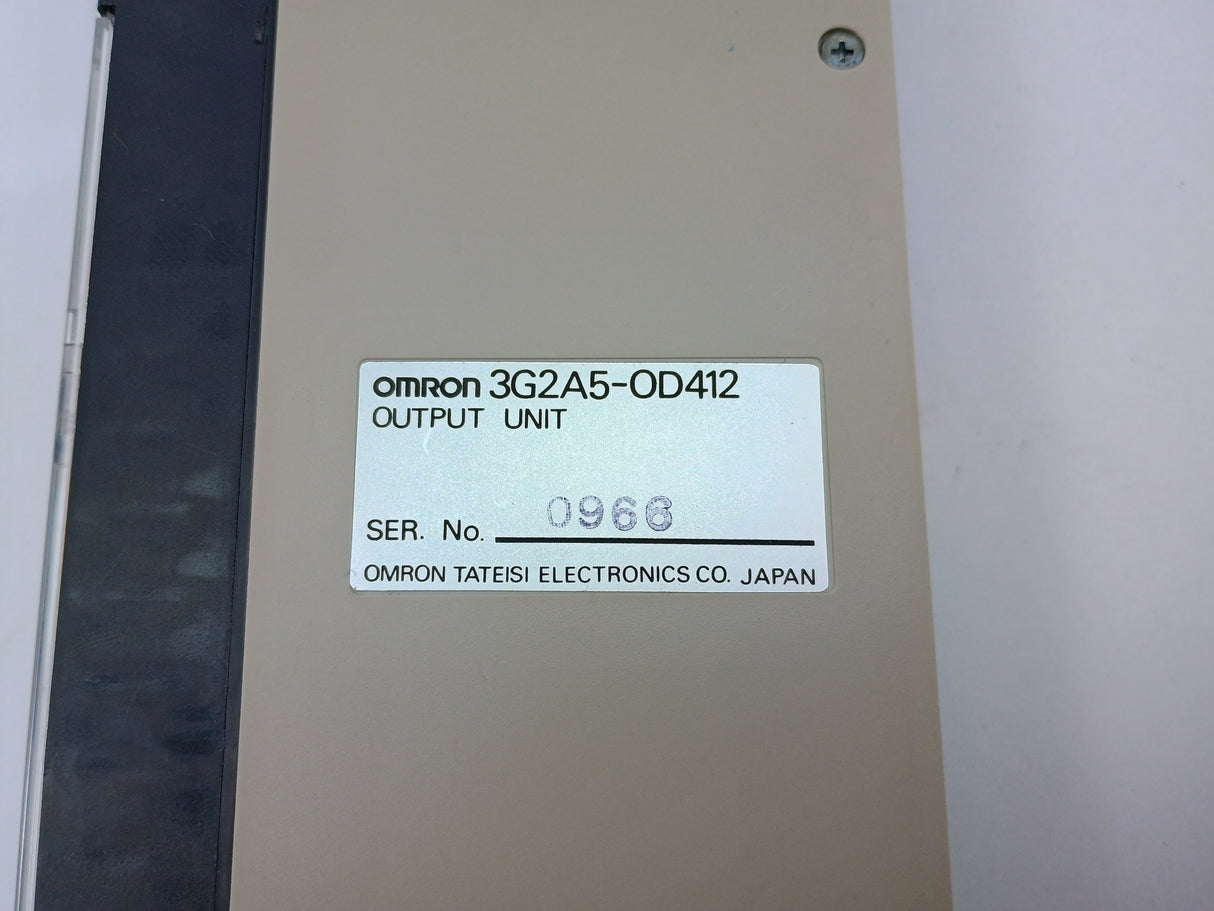 omron 3G2A5-OD412
OUTPUT UNIT
0966
SER. No.
OMRON TATEISI ELECTRONICS CO. JAPAN